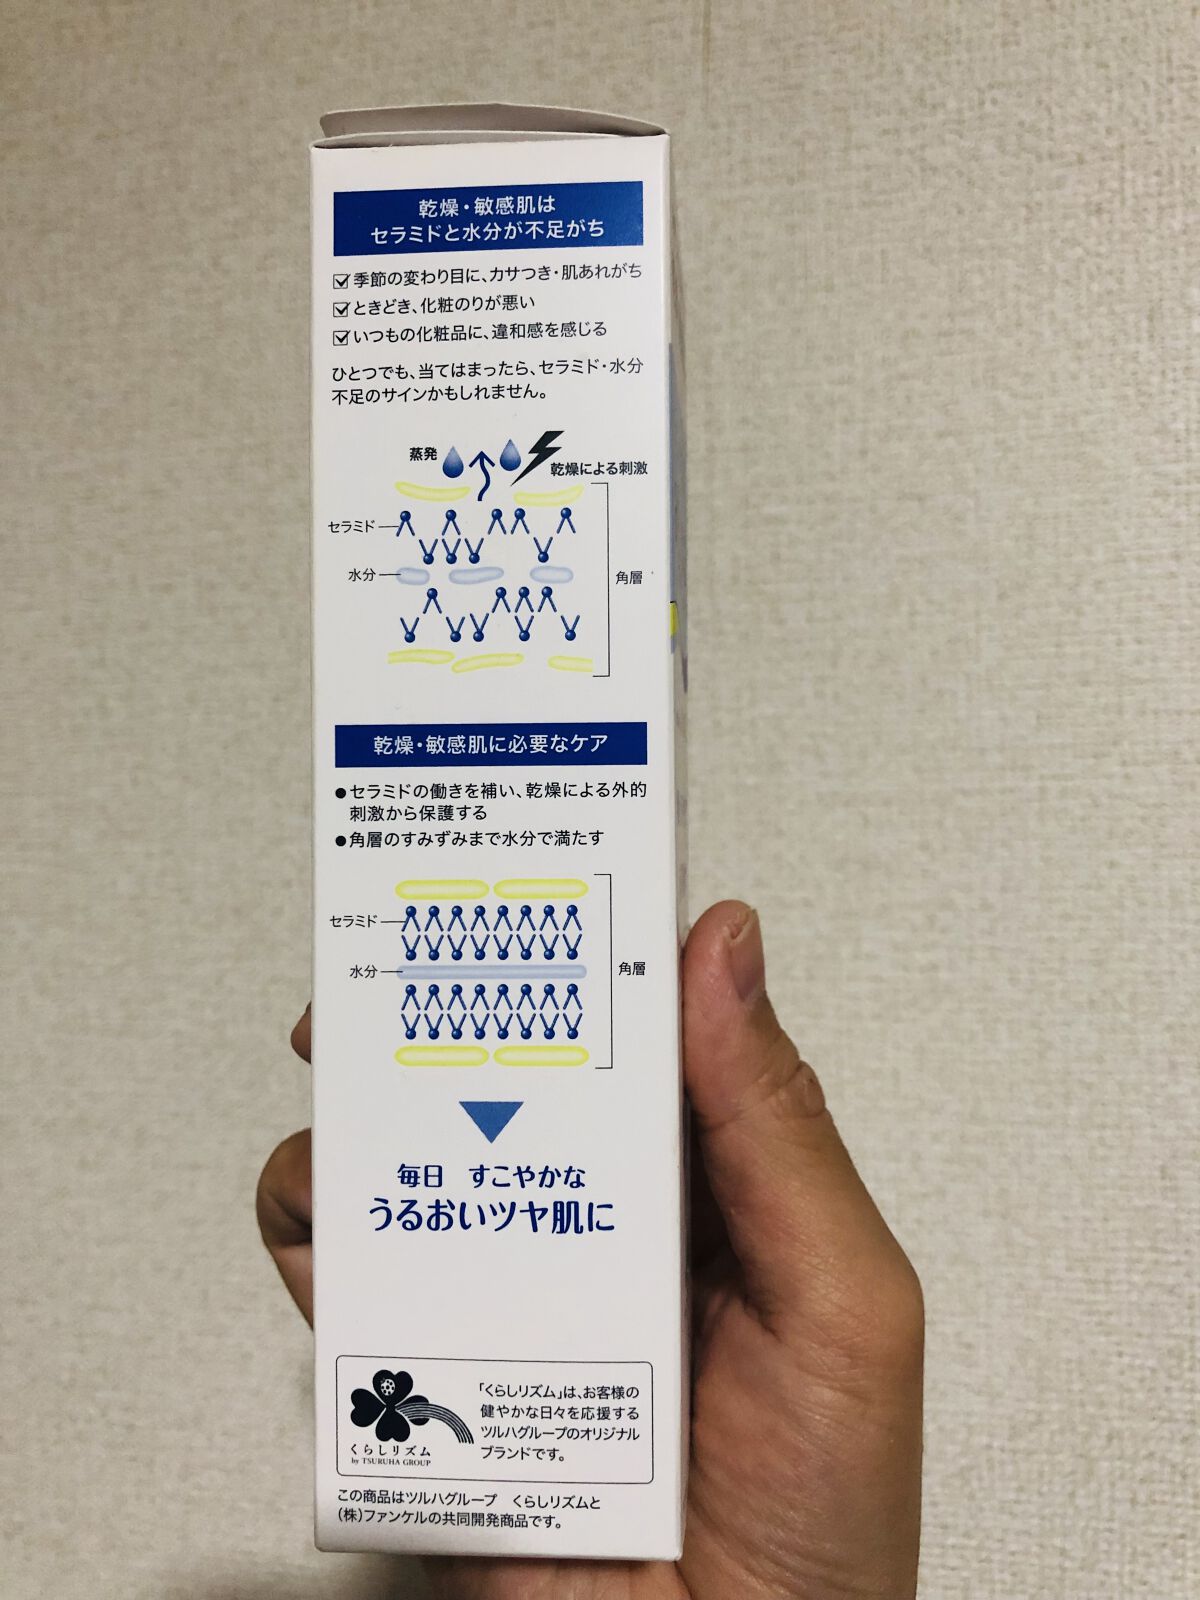 乾燥・敏感肌は
セラミドと水分が不足がち
季節の変わり目に、カサつき・肌あれがち
ときどき、化粧のりが悪い
いつもの化粧品に、違和感を感じる
ひとつでも、当てはまったら、セラミド・水分
不足のサインかもしれません。
蒸発
乾燥による刺激
セラミド
水分
角層
乾燥・敏感肌に必要なケア
●セラミドの働きを補い、乾燥による外的
刺激から保護する
●角層のすみずみまで水分で満たす
セラミド
水分
角層
毎日 すこやかな
うるおいツヤ肌に
くらしリズム
by TSURUHA GROUP
「くらしリズム」は、お客様の
健やかな日々を応援する
ツルハグループのオリジナル
ブランドです。
この商品はツルハグループ くらしリズムと
(株)ファンケルの共同開発商品です。